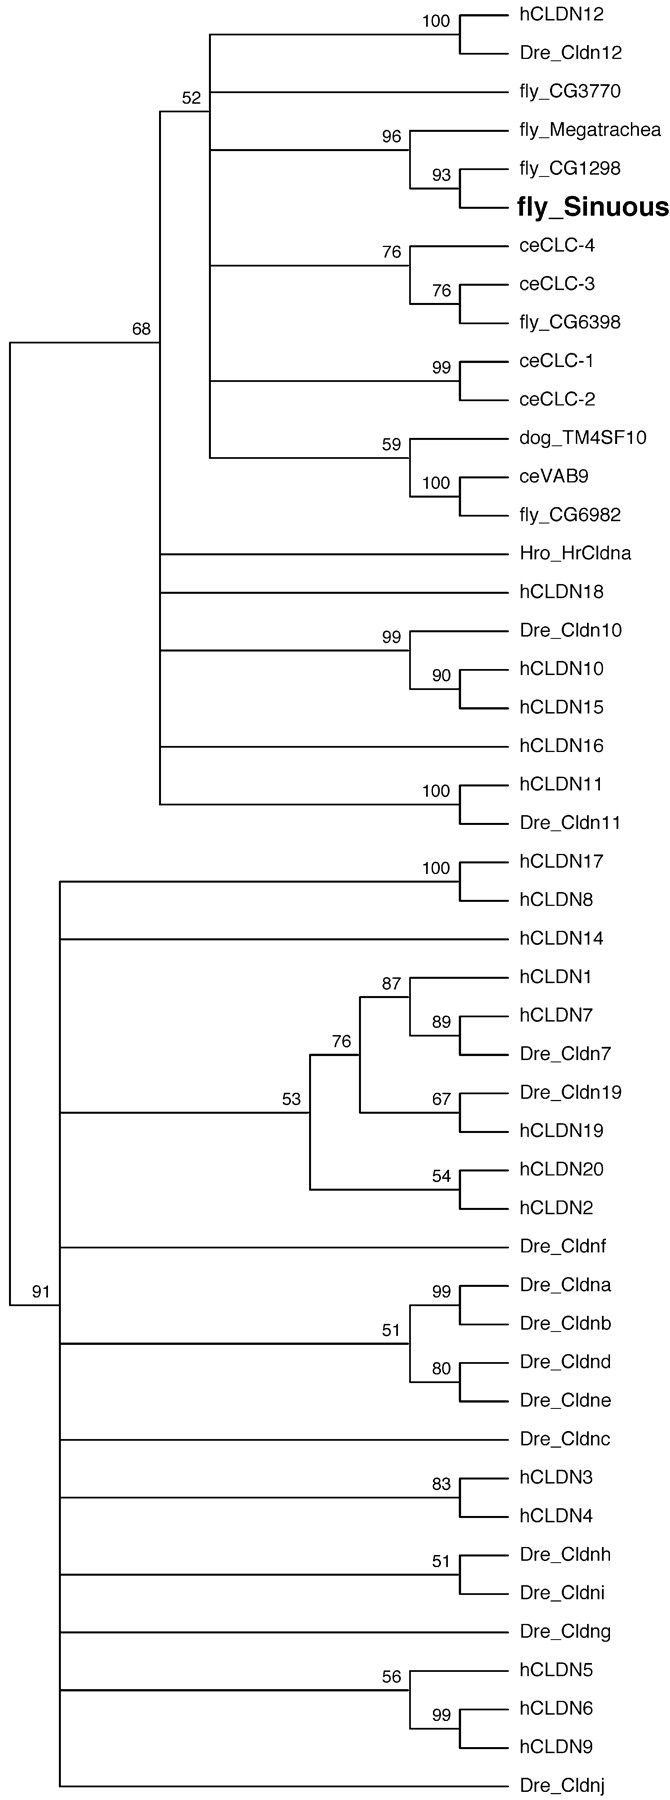 hCLDN12
100
Dre_Cldn12
fly_CG3770
52
fly_Megatrachea
96
fly_CG1298
93
fly_Sinuous
ceCLC-4
76
ceCLC-3
76
fly_CG6398
68
ceCLC-1
99
ceCLC-2
dog_TM4SF10
59
ceVAB9
100
fly_CG6982
Hro_HrCldna
hCLDN18
Dre_Cldn10
99
hCLDN10
90
hCLDN15
hCLDN16
hCLDN11
100
Dre_Cldn11
hCLDN17
100
hCLDN8
hCLDN14
hCLDN1
87
hCLDN7
89
76
Dre_Cldn7
Dre_Cldn19
67
53
hCLDN19
hCLDN20
54
hCLDN2
Dre_Cldnf
Dre_Cldna
99
91
Dre_Cldnb
51
Dre_Cldnd
80
Dre_Cldne
Dre_Cldnc
hCLDN3
83
hCLDN4
Dre_Cldnh
51
Dre_Cldni
Dre_Cldng
hCLDN5
56
hCLDN6
99
hCLDN9
Dre_Cldnj